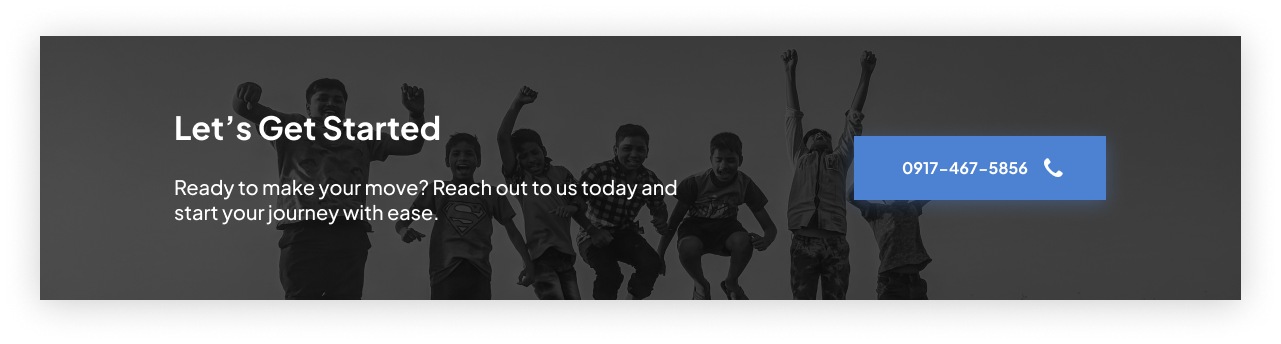 Let’s Get Started
Ready to make your move? Reach out to us today and
start your journey with ease.
0917-467-5856